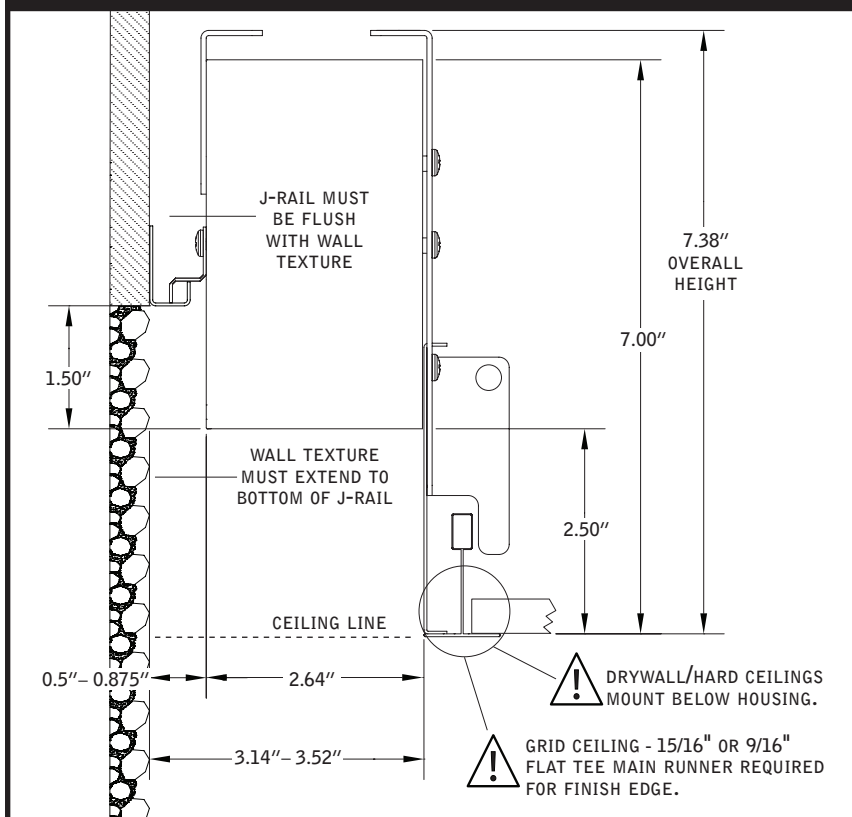 J-RAIL MUST
BE FLUSH
WITH WALL
TEXTURE
7.38″
OVERALL
HEIGHT
7.00″
1.50″
WALL TEXTURE
MUST EXTEND TO
BOTTOM OF J-RAIL
2.50″
CEILING LINE
0.5″– 0.875″
2.64″
DRYWALL/HARD CEILINGS
MOUNT BELOW HOUSING.
3.14″– 3.52″
GRID CEILING - 15/16" OR 9/16"
FLAT TEE MAIN RUNNER REQUIRED
FOR FINISH EDGE.